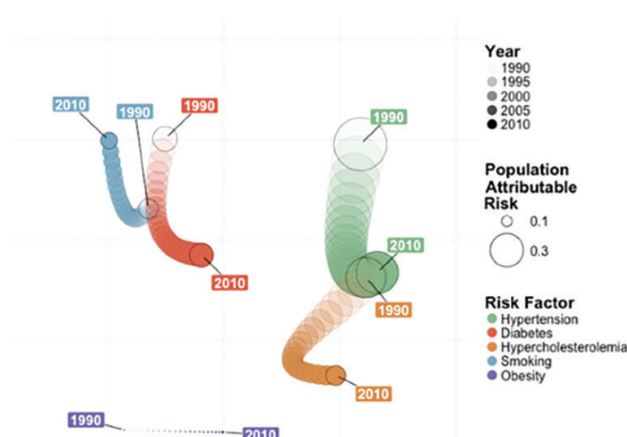 2010
1990
1990
1990
2010
2010
1990
2010
1990
2010
Year
1990
1995
2000
2005
2010
Population
Attributable
Risk
0.1
0.3
Risk Factor
Hypertension
Diabetes
Hypercholesterolemia
Smoking
Obesity